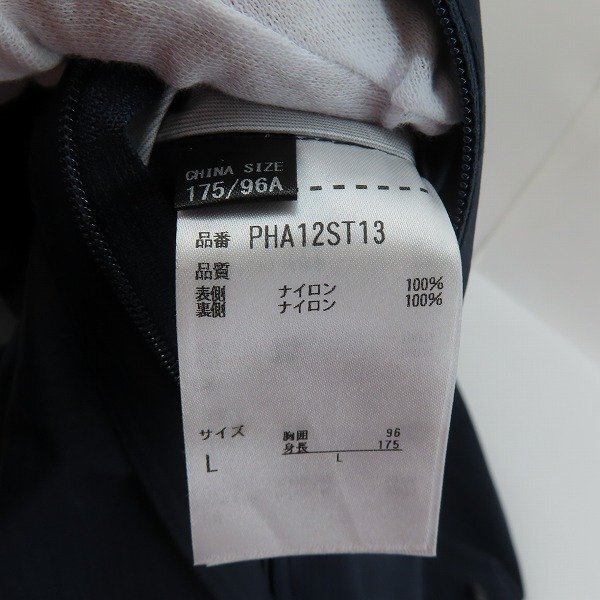 CHINA SIZE
175/96A
品番 PHA12ST13
品質
表側 ナイロン 100%
裏側 ナイロン 100%
サイズ 胸囲 96
身長 175
L L